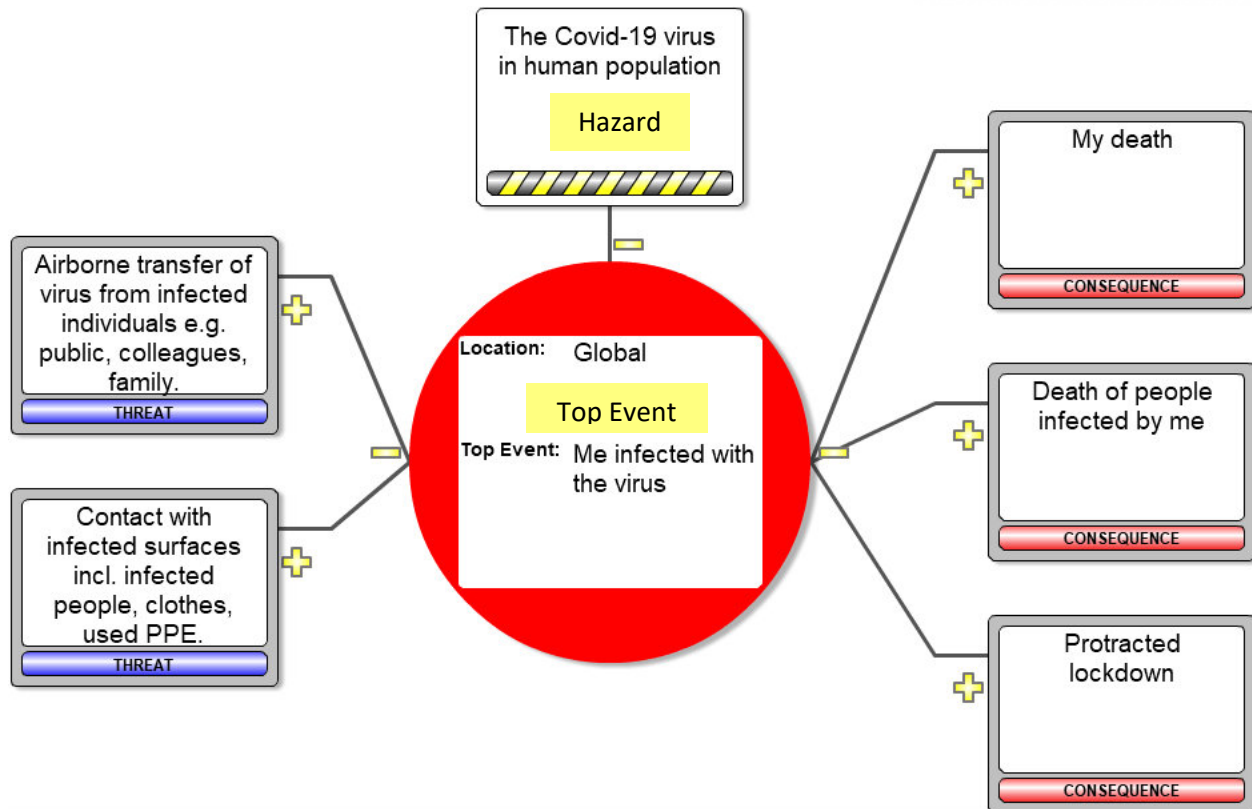 The Covid-19 virus
in human population
Hazard
Airborne transfer of
virus from infected
individuals e.g.
public, colleagues,
family.
THREAT
Contact with
infected surfaces
incl. infected
people, clothes,
used PPE.
THREAT
Location: Global
Top Event
Top Event: Me infected with
the virus
My death
CONSEQUENCE
Death of people
infected by me
CONSEQUENCE
Protracted
lockdown
CONSEQUENCE